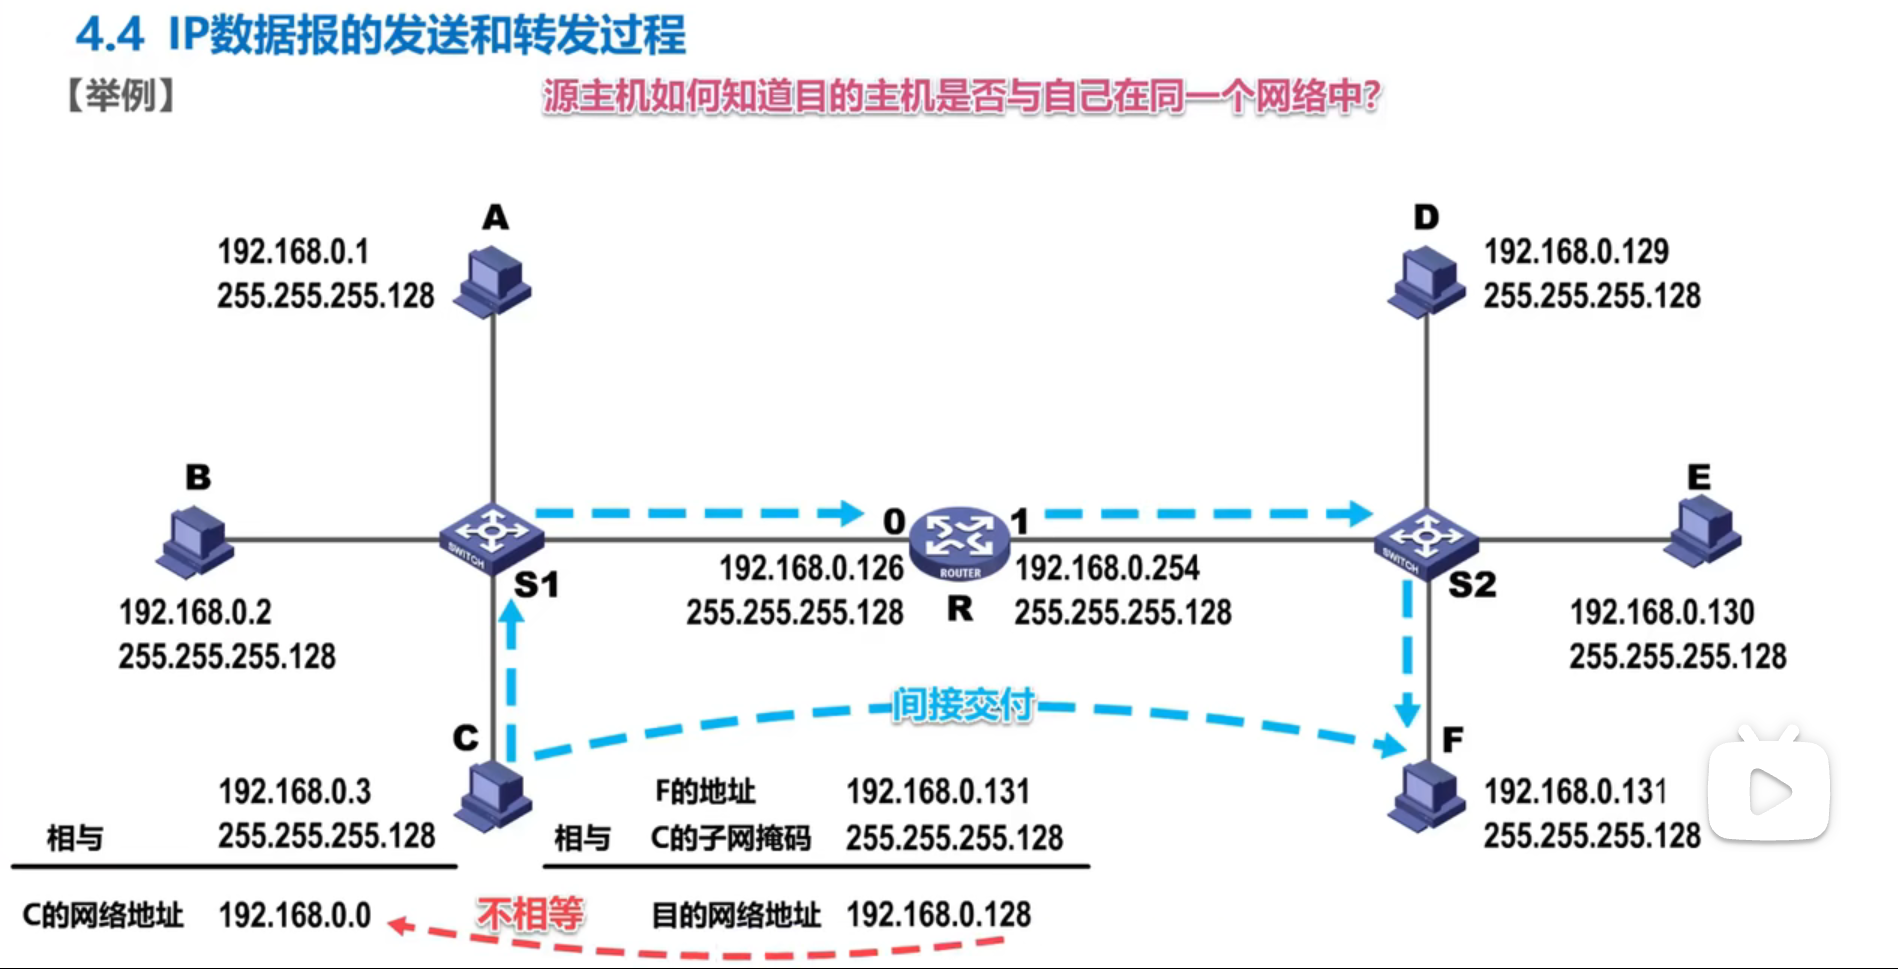 4.4 IP数据报的发送和转发过程
【举例】
源主机如何知道目的主机是否与自己在同一个网络中?
A
192.168.0.1
255.255.255.128
D
192.168.0.129
255.255.255.128
B
192.168.0.2
255.255.255.128
SWITCH
S1
0
1
192.168.0.126
255.255.255.128
ROUTER
R
192.168.0.254
255.255.255.128
SWITCH
S2
E
192.168.0.130
255.255.255.128
间接交付
C
192.168.0.3
相与 255.255.255.128
C的网络地址 192.168.0.0
F的地址 192.168.0.131
相与 C的子网掩码 255.255.255.128
不相等
目的网络地址 192.168.0.128
F
192.168.0.131
255.255.255.128